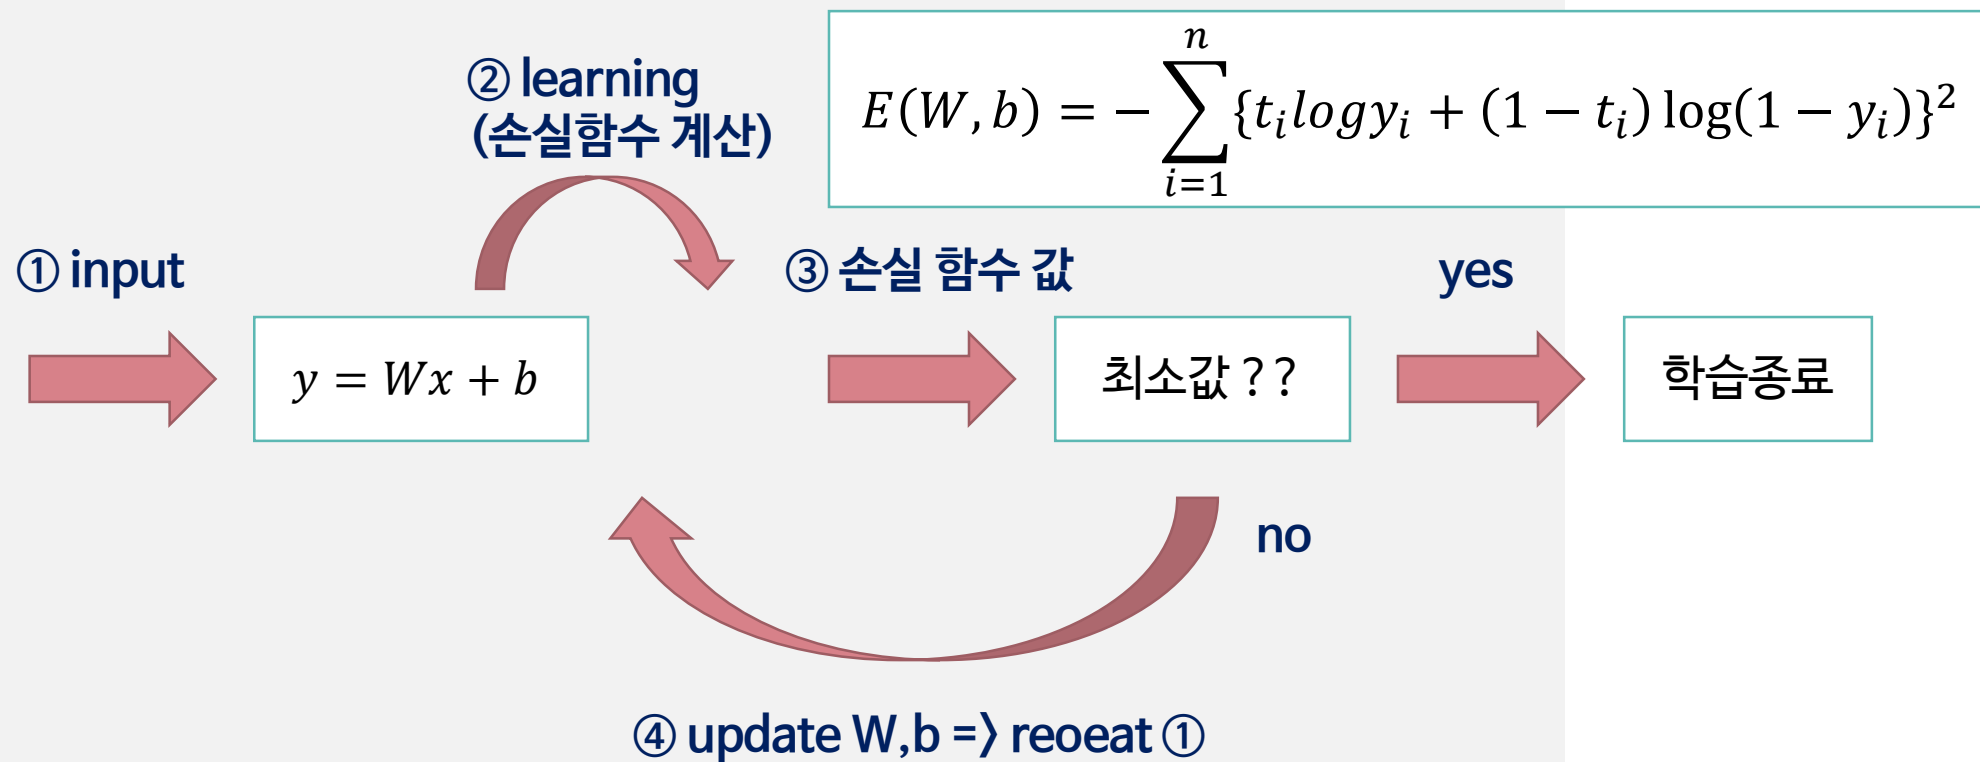 ② learning
(손실함수 계산)
E(W, b) = − ∑_{i=1}^{n} {t_i logy_i + (1 − t_i) log(1 − y_i)}²
① input
③ 손실 함수 값
yes
y = Wx + b
최소값 ? ?
학습종료
no
④ update W,b => reoeat ①